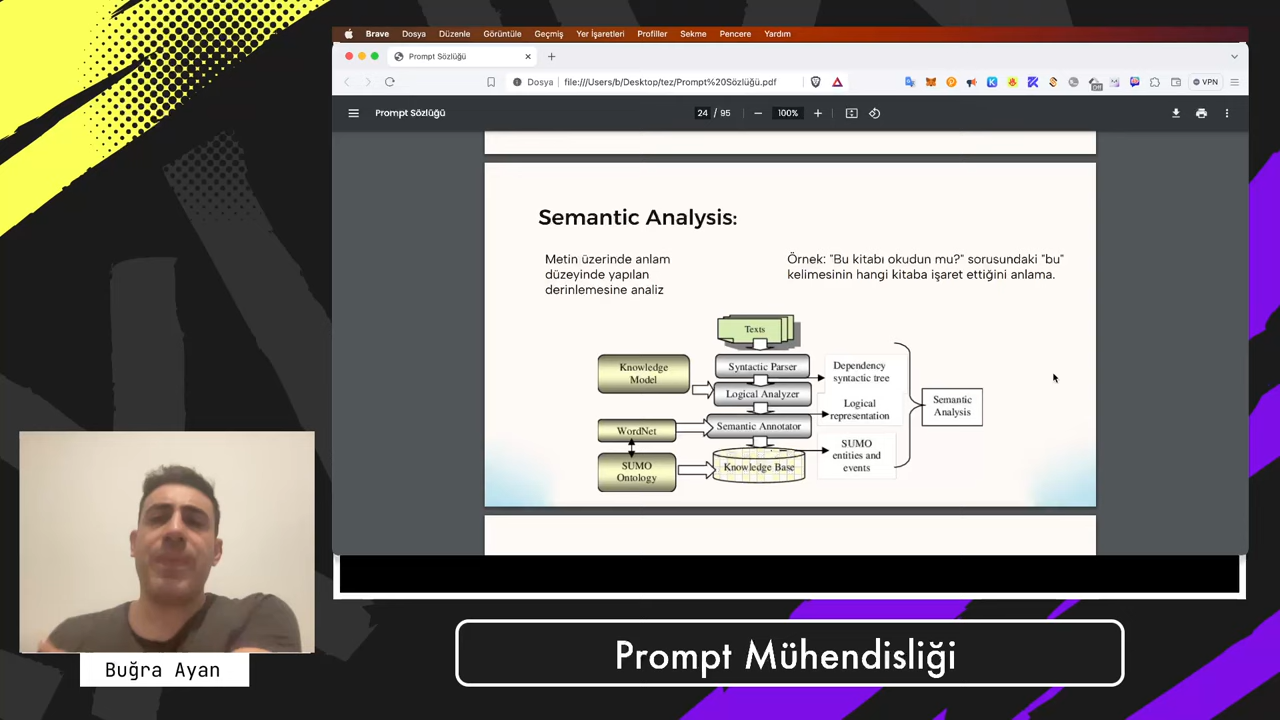 Brave Dosya Düzenle Görüntüle Geçmiş Yer İşaretleri Profiller Sekme Pencere Yardım
Prompt Sözlüğü
Dosya file:///Users/b/Desktop/tez/Prompt%20Sözlüğü.pdf
VPN
Prompt Sözlüğü
24 / 95
100%
Semantic Analysis:
Metin üzerinde anlam
düzeyinde yapılan
derinlemesine analiz
Örnek: "Bu kitabı okudun mu?" sorusundaki "bu"
kelimesinin hangi kitaba işaret ettiğini anlama.
Texts
Knowledge
Model
Syntactic Parser
Logical Analyzer
WordNet
Semantic Annotator
SUMO
Ontology
Knowledge Base
Dependency
syntactic tree
Logical
representation
SUMO
entities and
events
Semantic
Analysis
Buğra Ayan
Prompt Mühendisliği